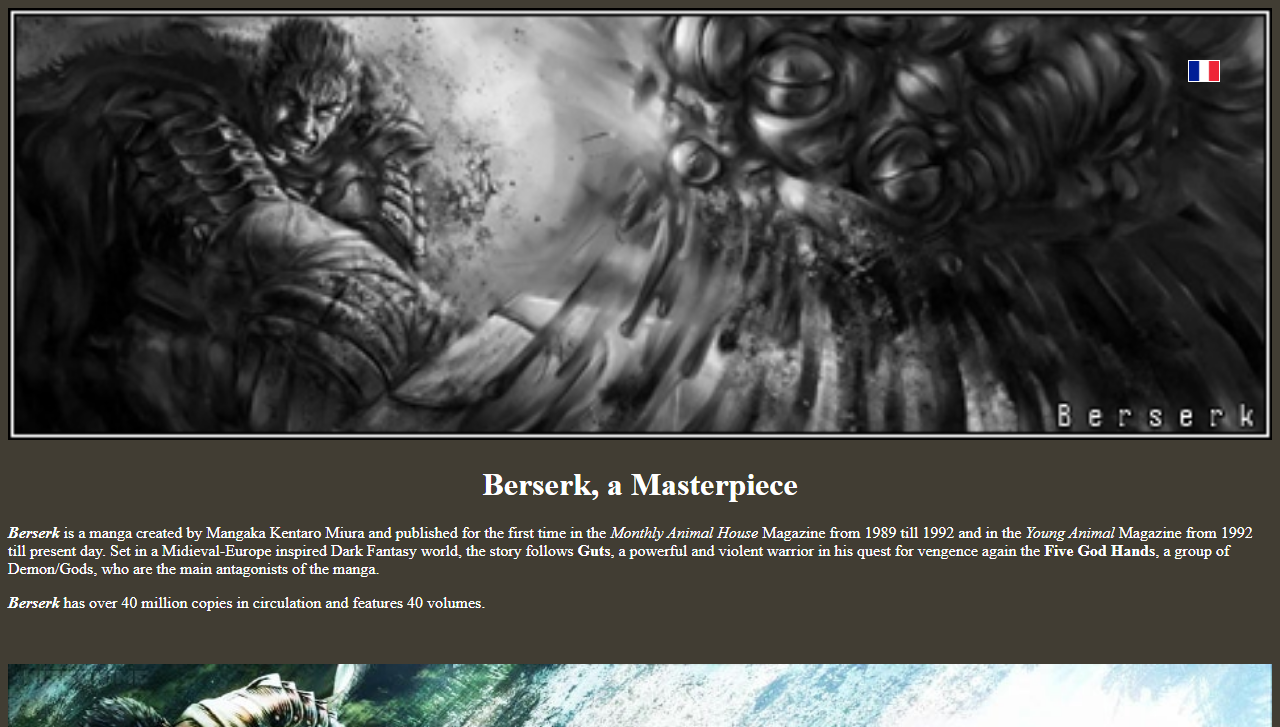 Berserk
Berserk, a Masterpiece
Berserk is a manga created by Mangaka Kentaro Miura and published for the first time in the Monthly Animal House Magazine from 1989 till 1992 and in the Young Animal Magazine from 1992
till present day. Set in a Midieval-Europe inspired Dark Fantasy world, the story follows Guts, a powerful and violent warrior in his quest for vengence again the Five God Hands, a group of
Demon/Gods, who are the main antagonists of the manga.
Berserk has over 40 million copies in circulation and features 40 volumes.